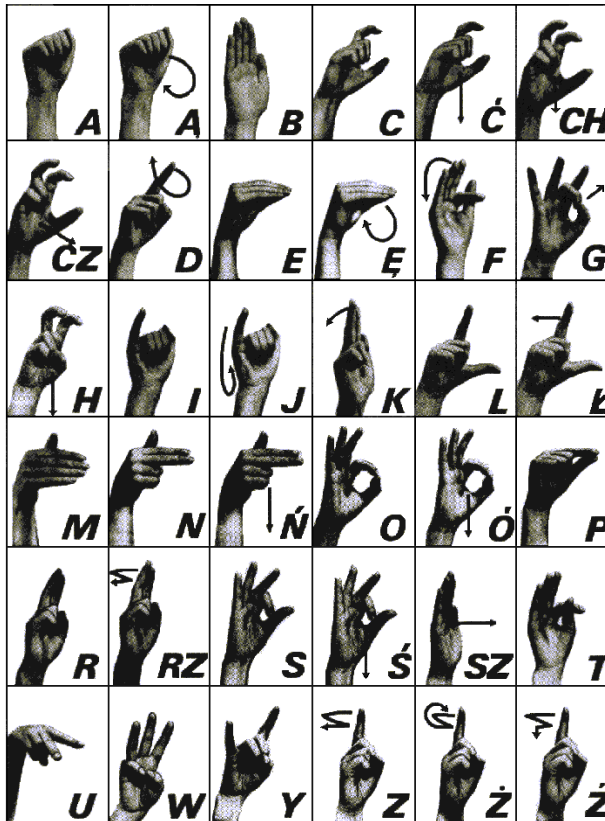 A Ą B C Ć CH
CZ D E Ę F G
H I J K L Ł
M N Ń O Ó P
R RZ S Ś SZ T
U W Y Z Ż Ź